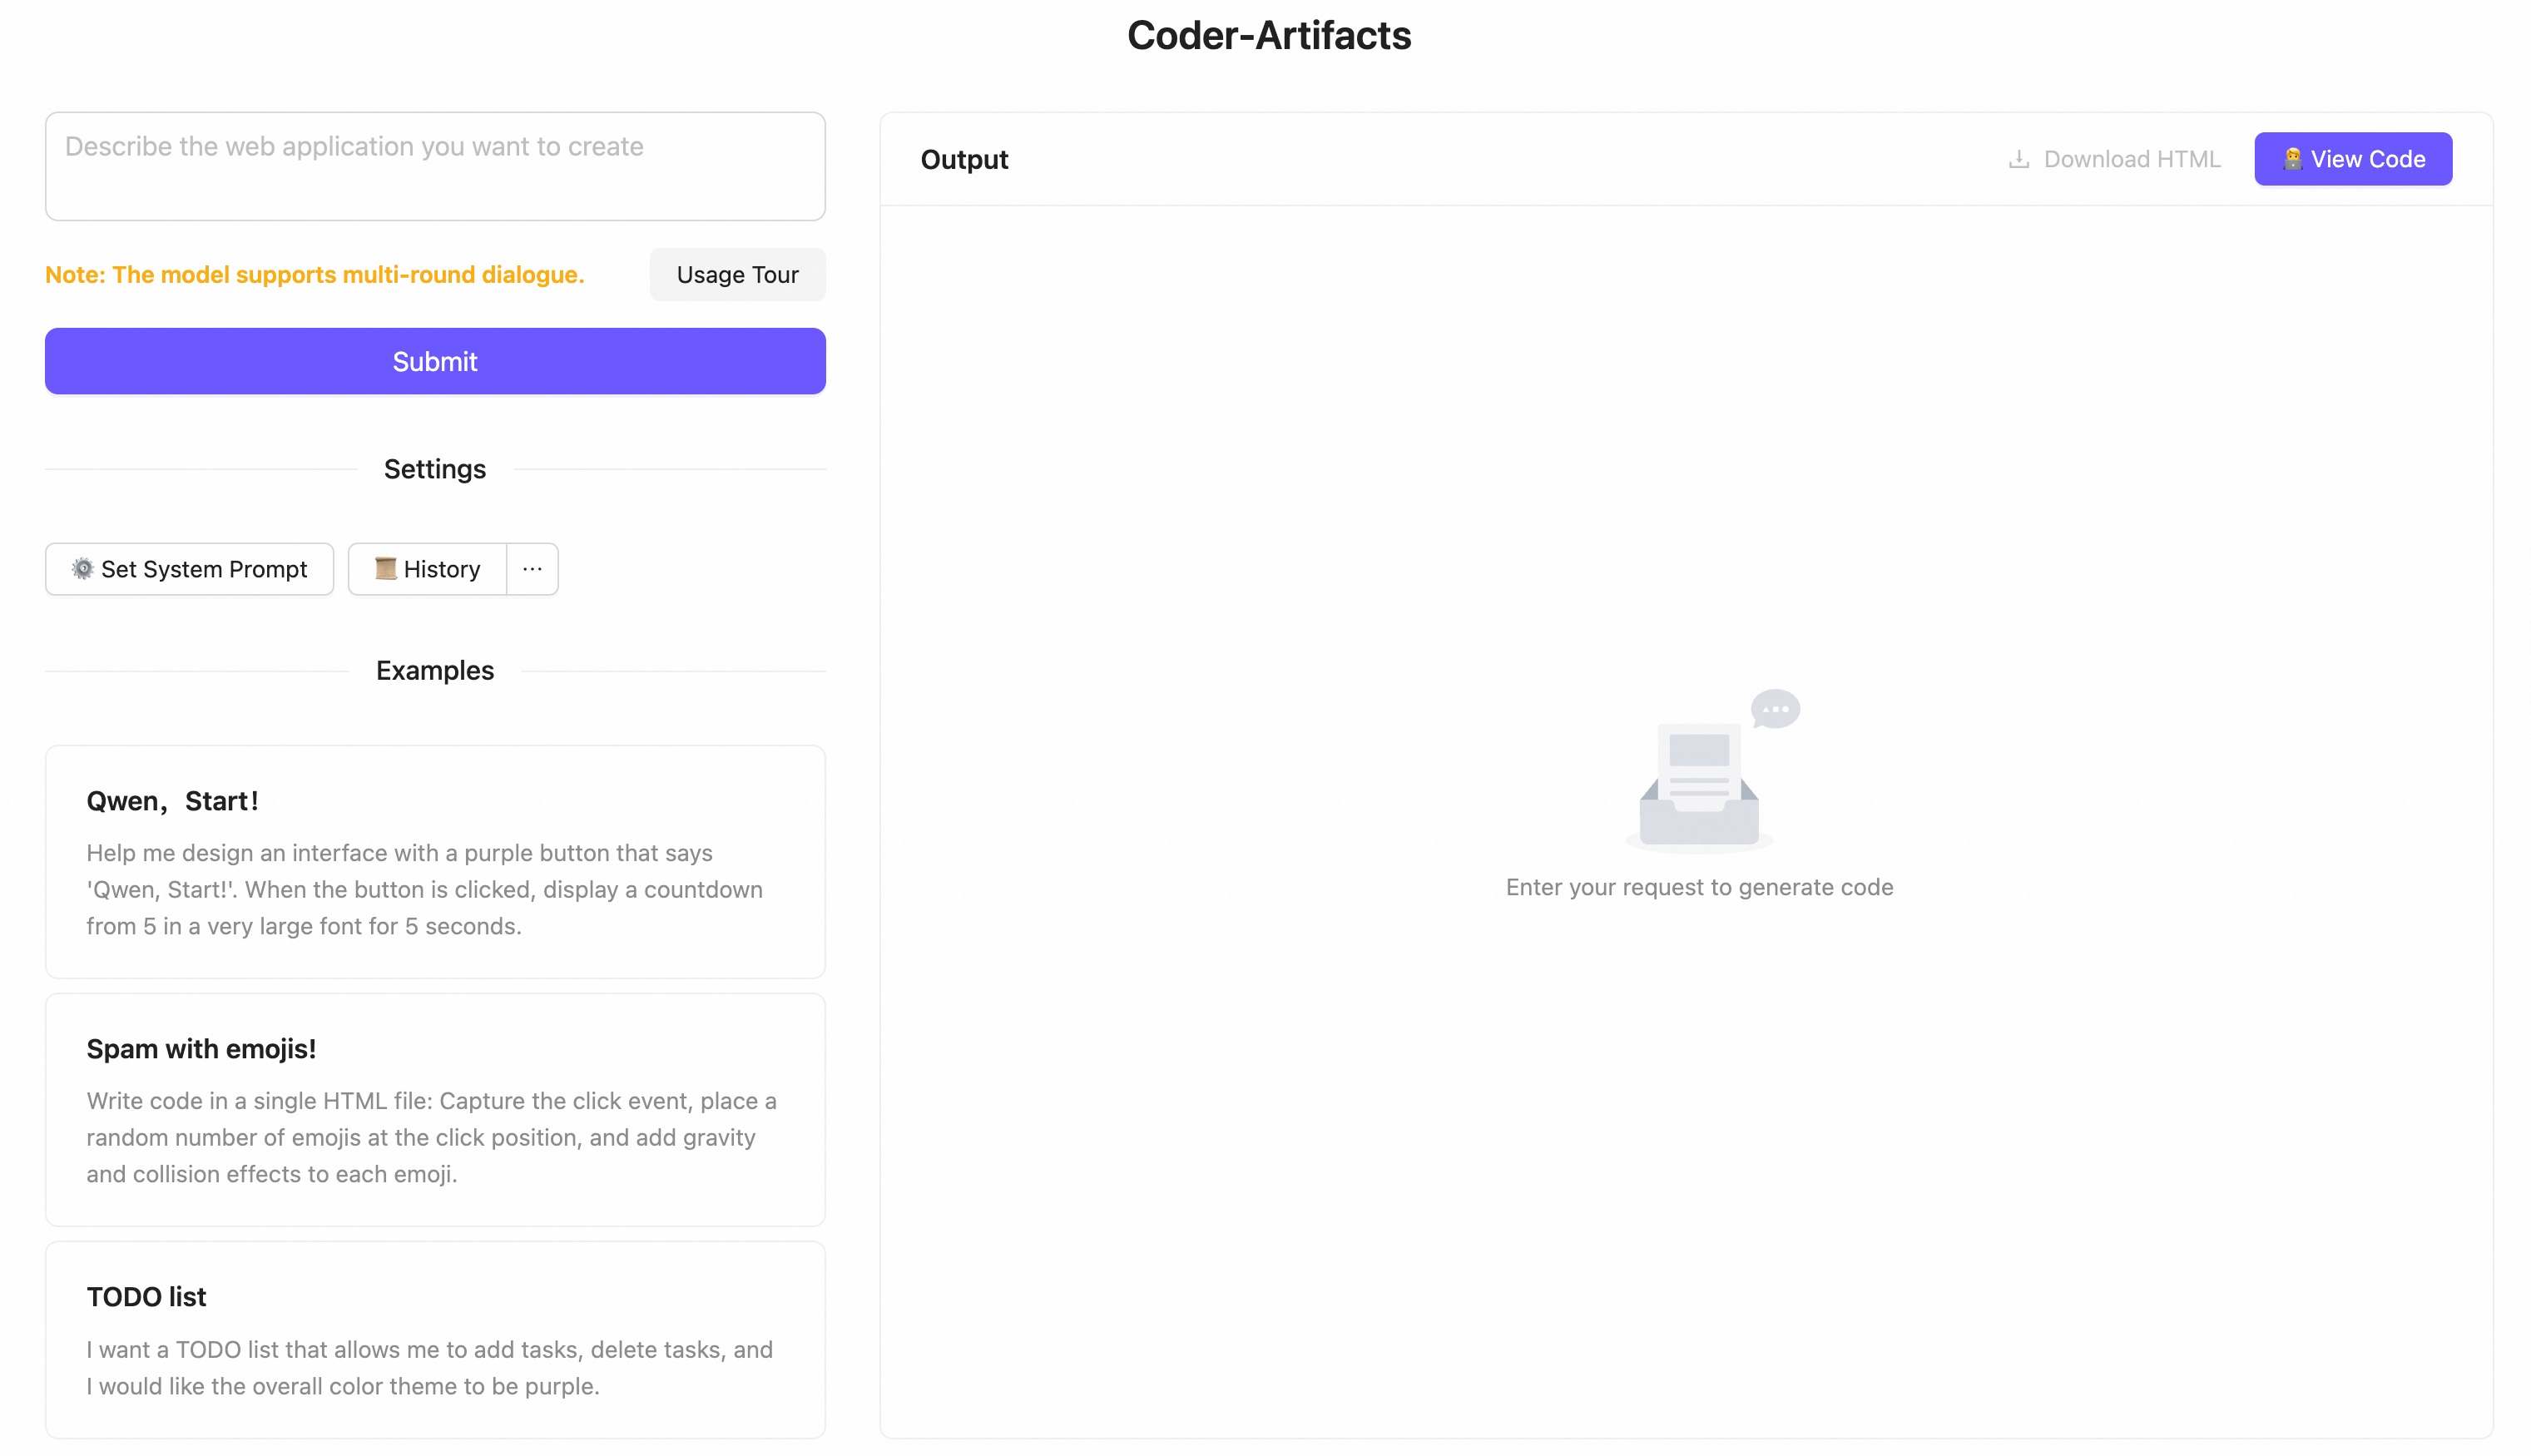 Coder-Artifacts
Describe the web application you want to create
Note: The model supports multi-round dialogue.
Usage Tour
Submit
Settings
Set System Prompt
History
···
Examples
Qwen，Start!
Help me design an interface with a purple button that says
'Qwen, Start!'. When the button is clicked, display a countdown
from 5 in a very large font for 5 seconds.
Spam with emojis!
Write code in a single HTML file: Capture the click event, place a
random number of emojis at the click position, and add gravity
and collision effects to each emoji.
TODO list
I want a TODO list that allows me to add tasks, delete tasks, and
I would like the overall color theme to be purple.
Output
Download HTML
View Code
Enter your request to generate code